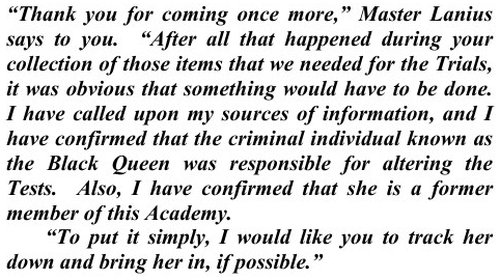 “Thank you for coming once more,” Master Lanius
says to you.  “After all that happened during your
collection of those items that we needed for the Trials,
it was obvious that something would have to be done.
I have called upon my sources of information, and I
have confirmed that the criminal individual known as
the Black Queen was responsible for altering the
Tests.  Also, I have confirmed that she is a former
member of this Academy.
“To put it simply, I would like you to track her
down and bring her in, if possible.”